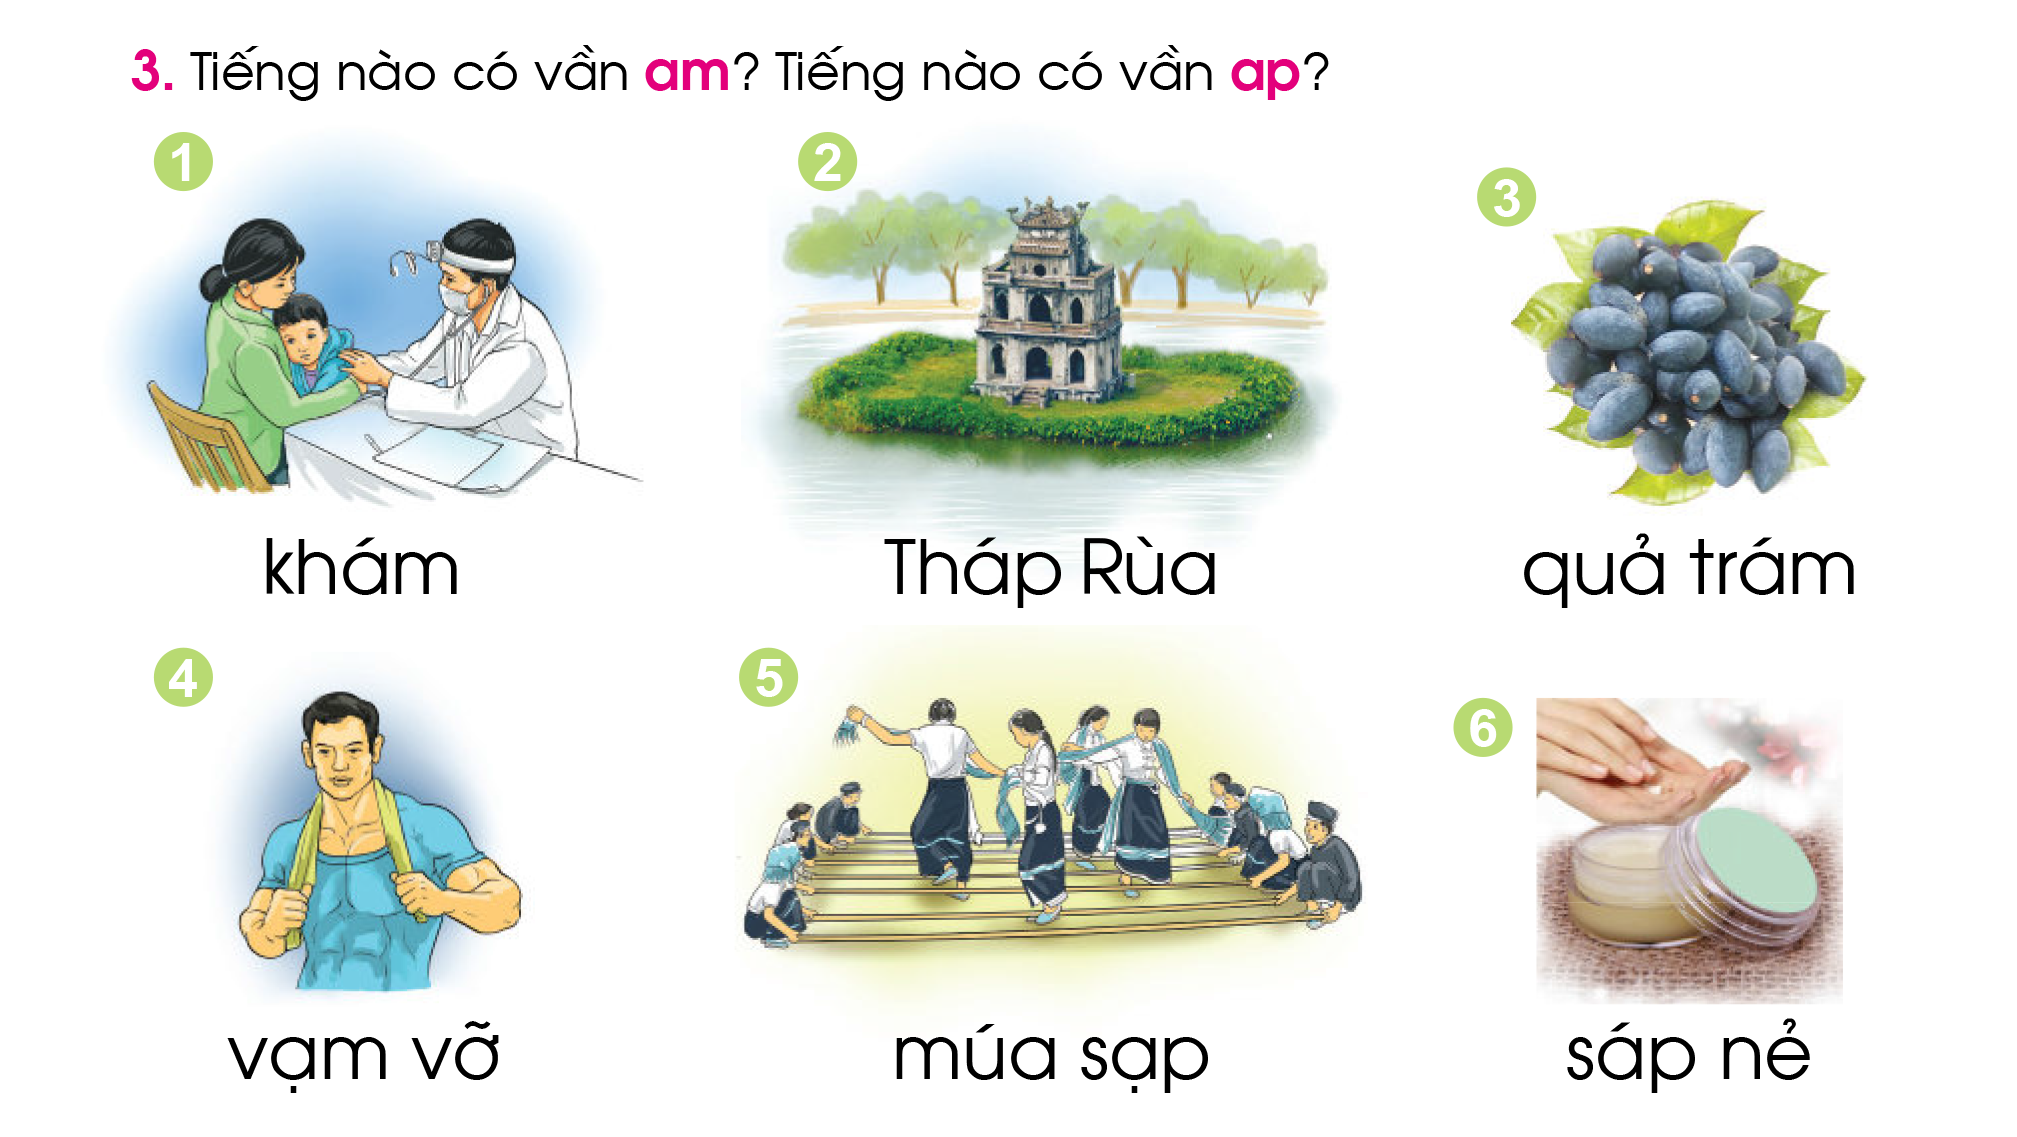 3. Tiếng nào có vần am? Tiếng nào có vần ap?
1
2
3
khám
Tháp Rùa
quả trám
4
5
6
vạm vỡ
múa sạp
sáp nẻ